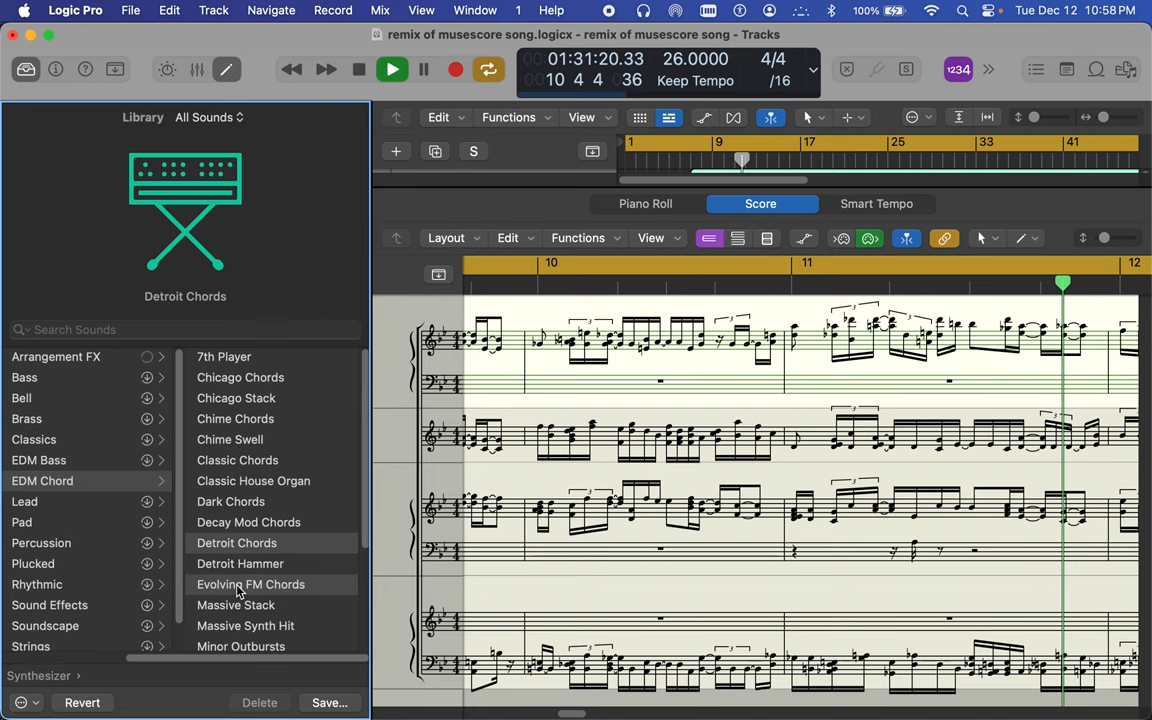 Logic Pro File Edit Track Navigate Record Mix View Window 1 Help 100% Tue Dec 12 10:58 PM
remix of musescore song.logicx - remix of musescore song - Tracks
00 01:31:20.33 26.0000 4/4
00 10 4 4 036 Keep Tempo /16
S 1234
Library All Sounds
Edit Functions View
1 9 17 25 33 41
S
Piano Roll Score Smart Tempo
Layout Edit Functions View
10 11 12
Detroit Chords
Search Sounds
Arrangement FX
Bass
Bell
Brass
Classics
EDM Bass
EDM Chord
Lead
Pad
Percussion
Plucked
Rhythmic
Sound Effects
Soundscape
Strings
7th Player
Chicago Chords
Chicago Stack
Chime Chords
Chime Swell
Classic Chords
Classic House Organ
Dark Chords
Decay Mod Chords
Detroit Chords
Detroit Hammer
Evolving FM Chords
Massive Stack
Massive Synth Hit
Minor Outbursts
Synthesizer ›
Revert Delete Save...